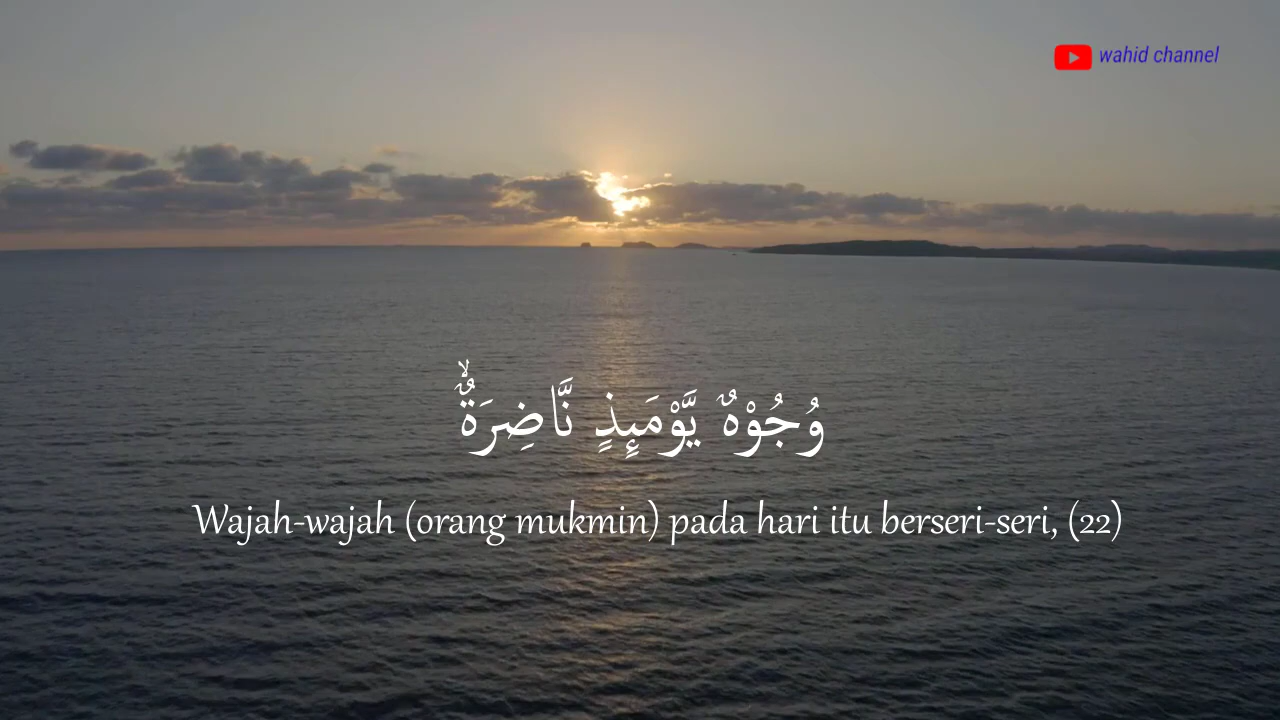 wahid channel
وُجُوْهٌ يَّوْمَىِٕذٍ نَّاضِرَةٌۙ
Wajah-wajah (orang mukmin) pada hari itu berseri-seri, (22)